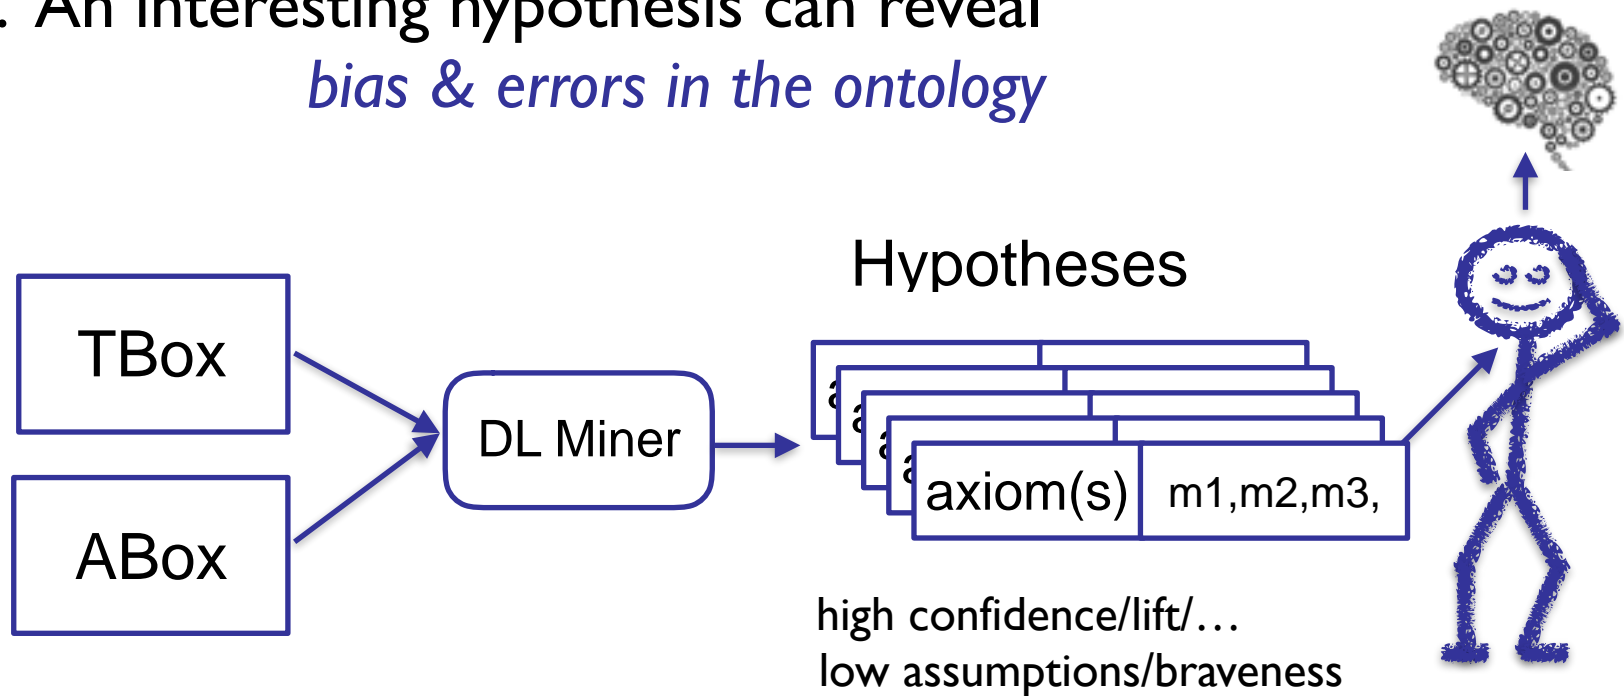 . An interesting hypothesis can reveal
bias & errors in the ontology
Hypotheses
TBox
DL Miner
ABox
a
a
a
a
axiom(s) m1,m2,m3,
high confidence/lift/…
low assumptions/braveness